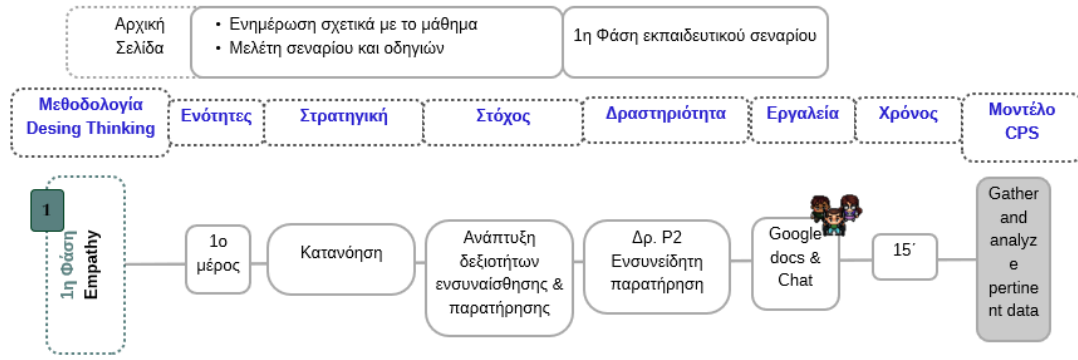 Αρχική
Σελίδα
• Ενημέρωση σχετικά με το μάθημα
• Μελέτη σεναρίου και οδηγιών
1η Φάση εκπαιδευτικού σεναρίου
Μεθοδολογία
Desing Thinking
Ενότητες
Στρατηγική
Στόχος
Δραστηριότητα
Εργαλεία
Χρόνος
Μοντέλο
CPS
1
1η Φάση
Empathy
1ο
μέρος
Κατανόηση
Ανάπτυξη
δεξιοτήτων
ενσυναίσθησης &
παρατήρησης
Δρ. P2
Ενσυνείδητη
παρατήρηση
Google
docs &
Chat
15΄
Gather
and
analyz
e
pertine
nt data